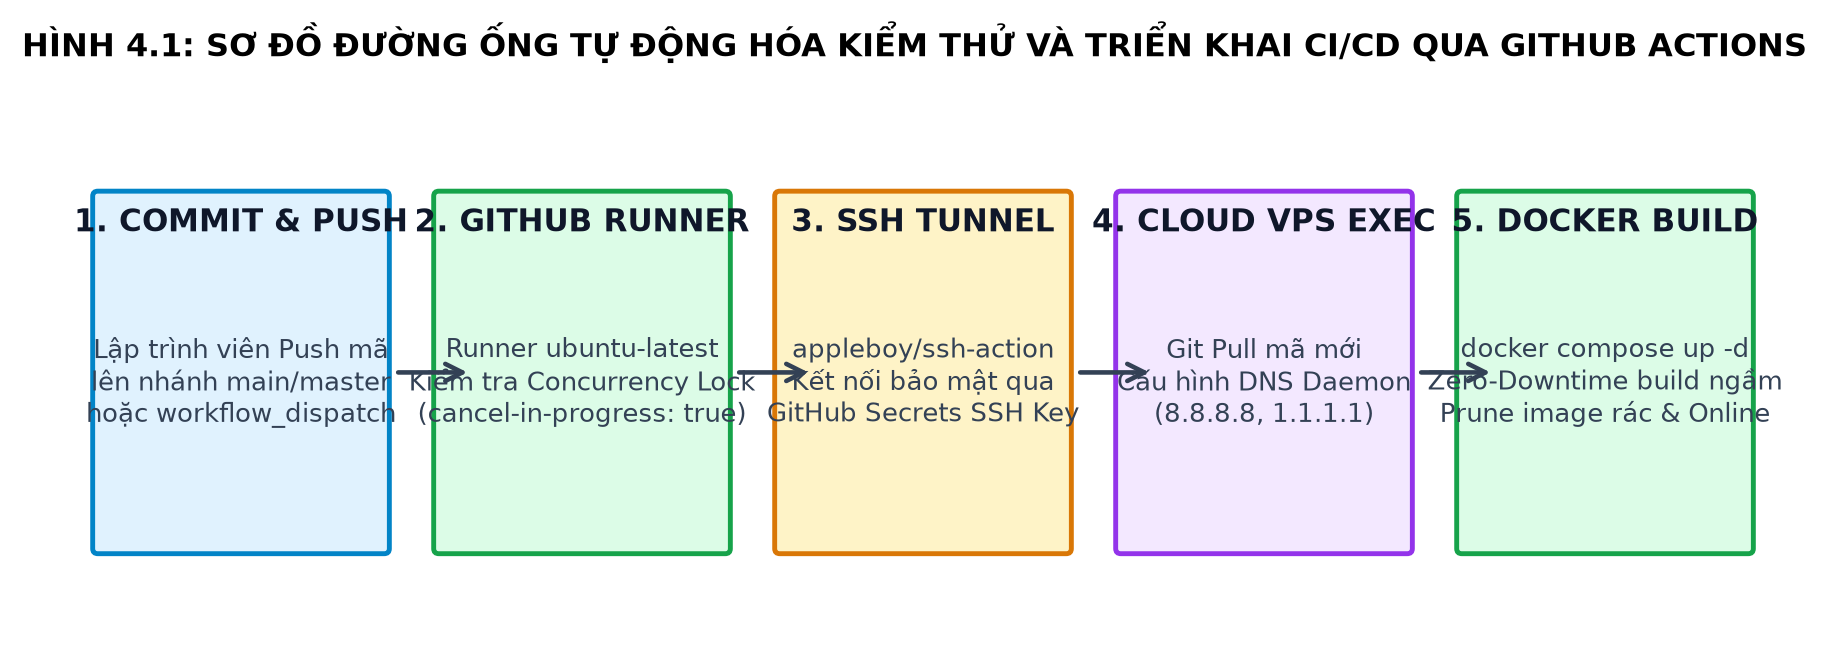 HÌNH 4.1: SƠ ĐỒ ĐƯỜNG ỐNG TỰ ĐỘNG HÓA KIỂM THỬ VÀ TRIỂN KHAI CI/CD QUA GITHUB ACTIONS
1. COMMIT & PUSH
Lập trình viên Push mã
lên nhánh main/master
hoặc workflow_dispatch
2. GITHUB RUNNER
Runner ubuntu-latest
Kiểm tra Concurrency Lock
(cancel-in-progress: true)
3. SSH TUNNEL
appleboy/ssh-action
Kết nối bảo mật qua
GitHub Secrets SSH Key
4. CLOUD VPS EXEC
Git Pull mã mới
Cấu hình DNS Daemon
(8.8.8.8, 1.1.1.1)
5. DOCKER BUILD
docker compose up -d
Zero-Downtime build ngầm
Prune image rác & Online